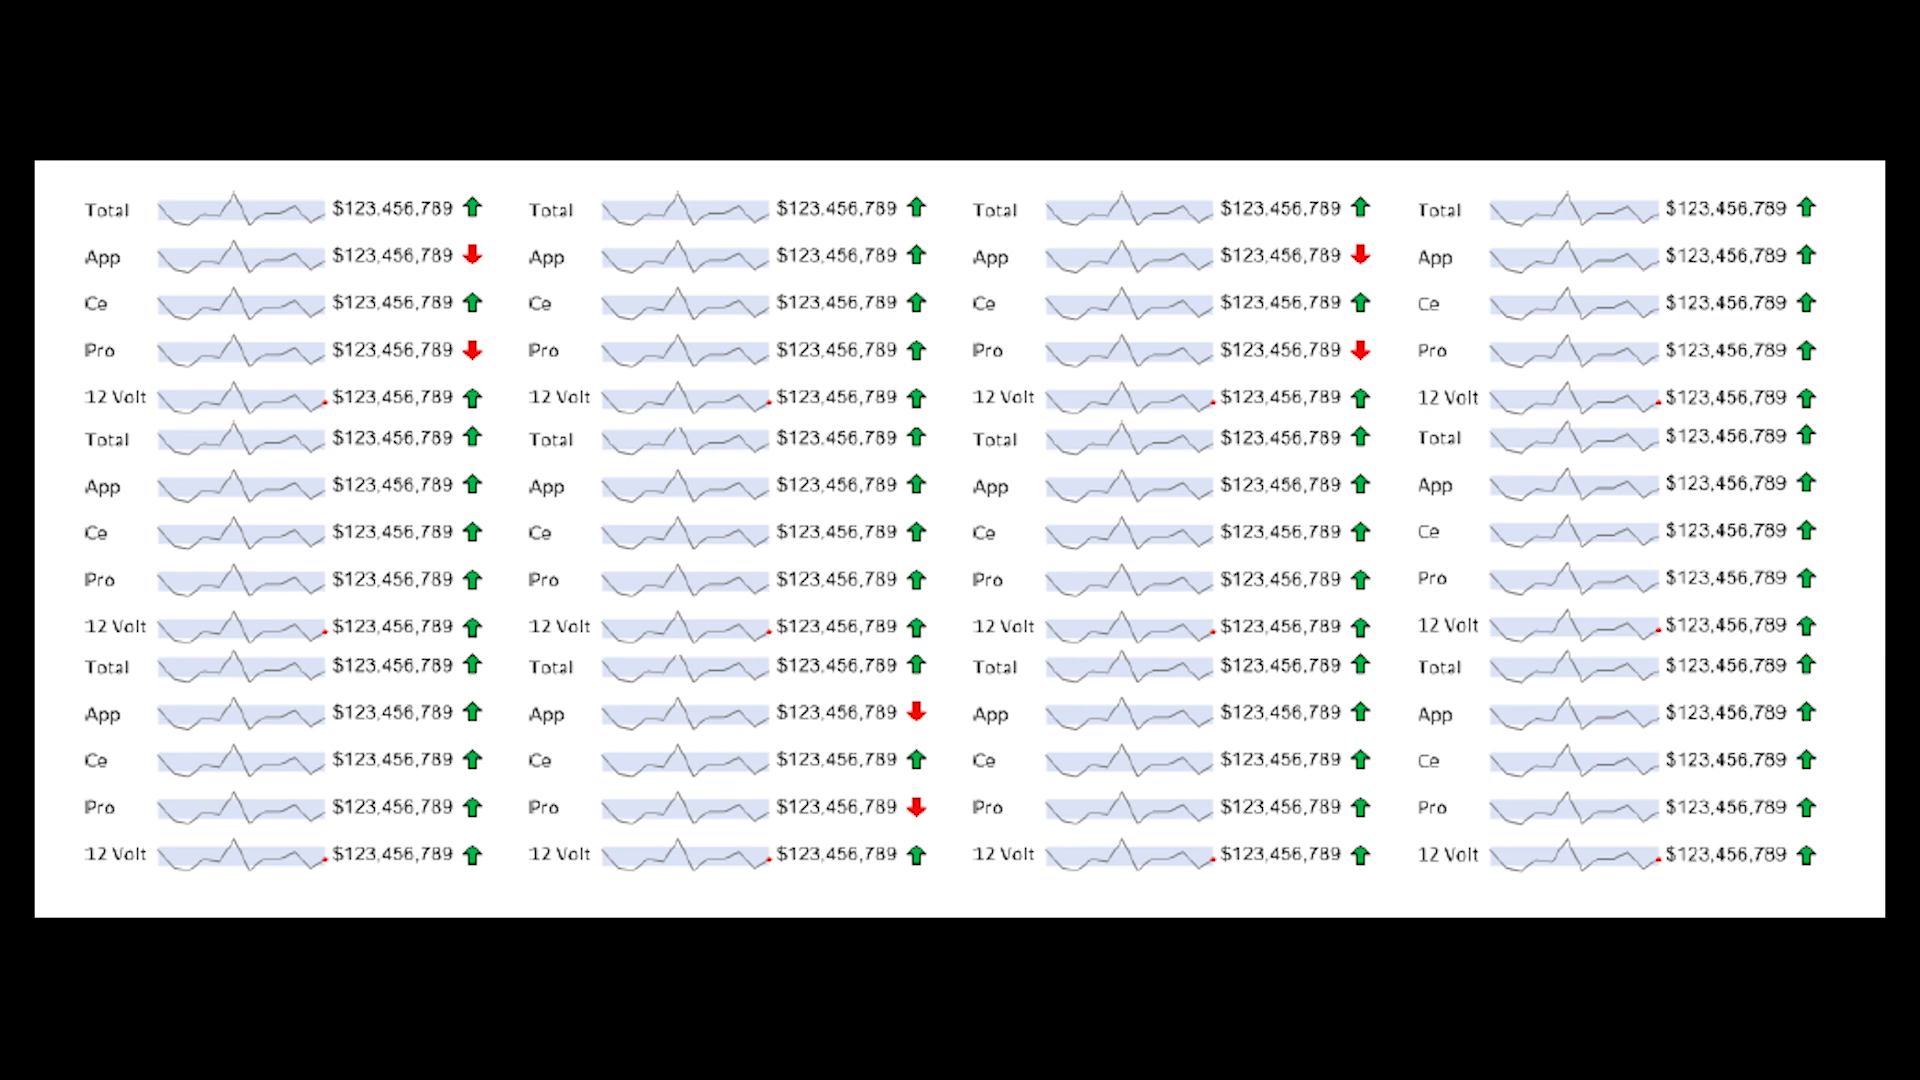 Total $123,456,789 Total $123,456,789 Total $123,456,789 Total $123,456,789
App $123,456,789 App $123,456,789 App $123,456,789 App $123,456,789
Ce $123,456,789 Ce $123,456,789 Ce $123,456,789 Ce $123,456,789
Pro $123,456,789 Pro $123,456,789 Pro $123,456,789 Pro $123,456,789
12 Volt $123,456,789 12 Volt $123,456,789 12 Volt $123,456,789 12 Volt $123,456,789
Total $123,456,789 Total $123,456,789 Total $123,456,789 Total $123,456,789
App $123,456,789 App $123,456,789 App $123,456,789 App $123,456,789
Ce $123,456,789 Ce $123,456,789 Ce $123,456,789 Ce $123,456,789
Pro $123,456,789 Pro $123,456,789 Pro $123,456,789 Pro $123,456,789
12 Volt $123,456,789 12 Volt $123,456,789 12 Volt $123,456,789 12 Volt $123,456,789
Total $123,456,789 Total $123,456,789 Total $123,456,789 Total $123,456,789
App $123,456,789 App $123,456,789 App $123,456,789 App $123,456,789
Ce $123,456,789 Ce $123,456,789 Ce $123,456,789 Ce $123,456,789
Pro $123,456,789 Pro $123,456,789 Pro $123,456,789 Pro $123,456,789
12 Volt $123,456,789 12 Volt $123,456,789 12 Volt $123,456,789 12 Volt $123,456,789